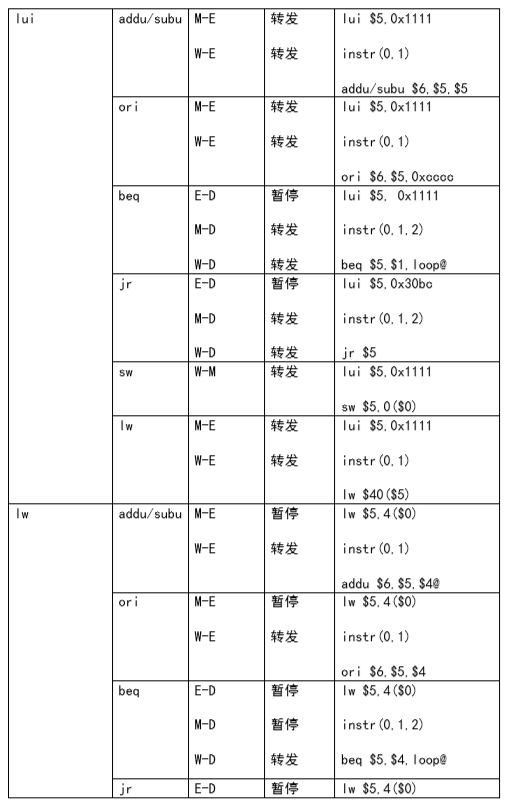 lui addu/subu M-E 转发 lui $5,0x1111
W-E 转发 instr(0,1)
addu/subu $6,$5,$5
ori M-E 转发 lui $5,0x1111
W-E 转发 instr(0,1)
ori $6,$5,0xcccc
beq E-D 暂停 lui $5, 0x1111
M-D 转发 instr(0,1,2)
W-D 转发 beq $5,$1,loop@
jr E-D 暂停 lui $5,0x30bc
M-D 转发 instr(0,1,2)
W-D 转发 jr $5
sw W-M 转发 lui $5,0x1111
sw $5,0($0)
lw M-E 转发 lui $5,0x1111
W-E 转发 instr(0,1)
lw $40($5)
lw addu/subu M-E 暂停 lw $5,4($0)
W-E 转发 instr(0,1)
addu $6,$5,$4@
ori M-E 暂停 lw $5,4($0)
W-E 转发 instr(0,1)
ori $6,$5,$4
beq E-D 暂停 lw $5,4($0)
M-D 暂停 instr(0,1,2)
W-D 转发 beq $5,$4,loop@
jr E-D 暂停 lw $5,4($0)